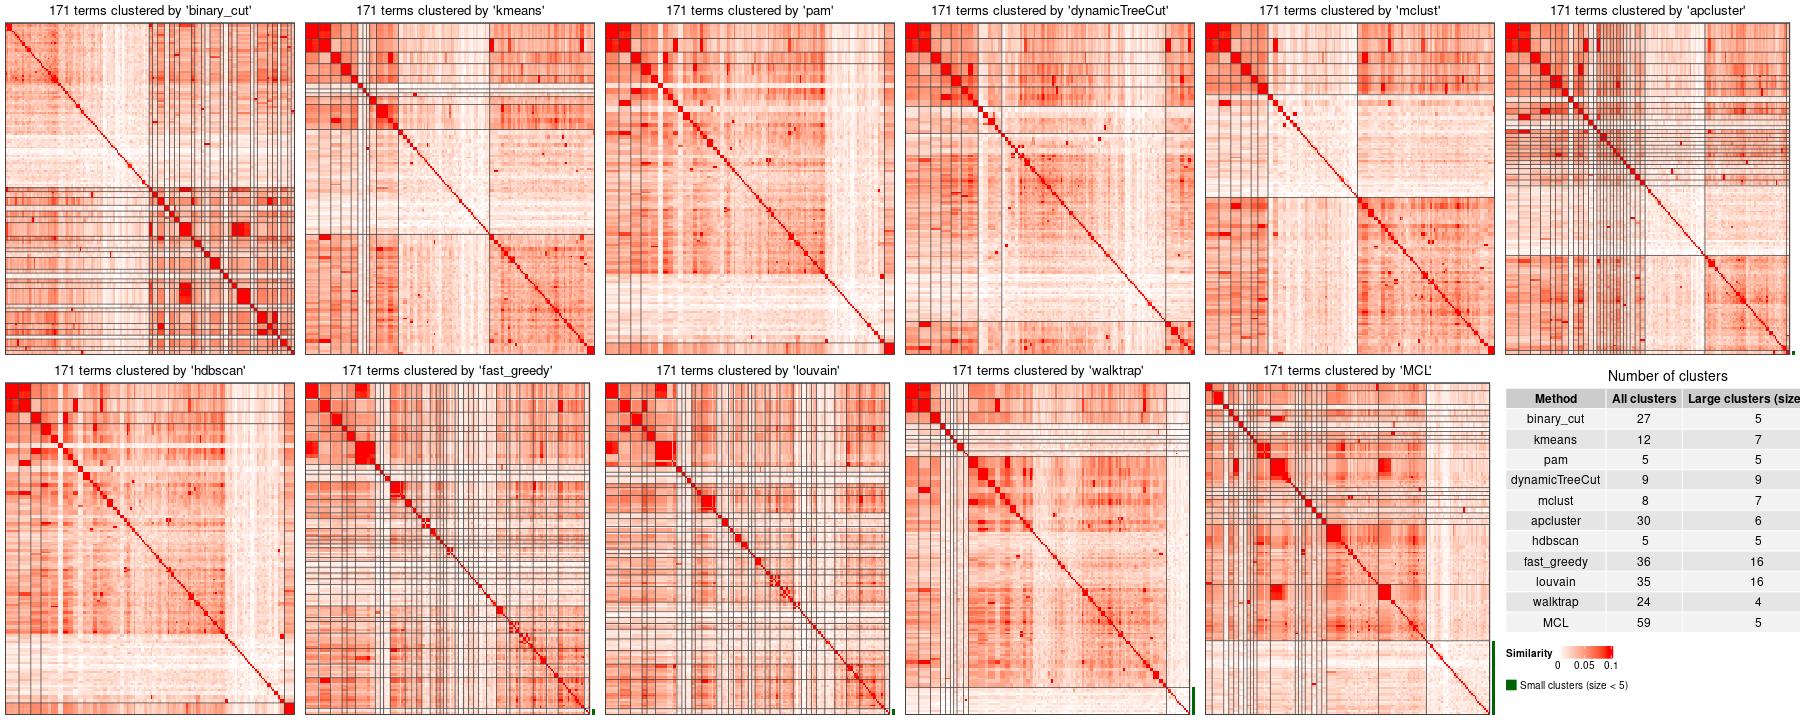 171 terms clustered by 'binary_cut'
171 terms clustered by 'kmeans'
171 terms clustered by 'pam'
171 terms clustered by 'dynamicTreeCut'
171 terms clustered by 'mclust'
171 terms clustered by 'apcluster'
171 terms clustered by 'hdbscan'
171 terms clustered by 'fast_greedy'
171 terms clustered by 'louvain'
171 terms clustered by 'walktrap'
171 terms clustered by 'MCL'
Number of clusters
Method All clusters Large clusters (size
binary_cut 27 5
kmeans 12 7
pam 5 5
dynamicTreeCut 9 9
mclust 8 7
apcluster 30 6
hdbscan 5 5
fast_greedy 36 16
louvain 35 16
walktrap 24 4
MCL 59 5
Similarity
0 0.05 0.1
Small clusters (size < 5)